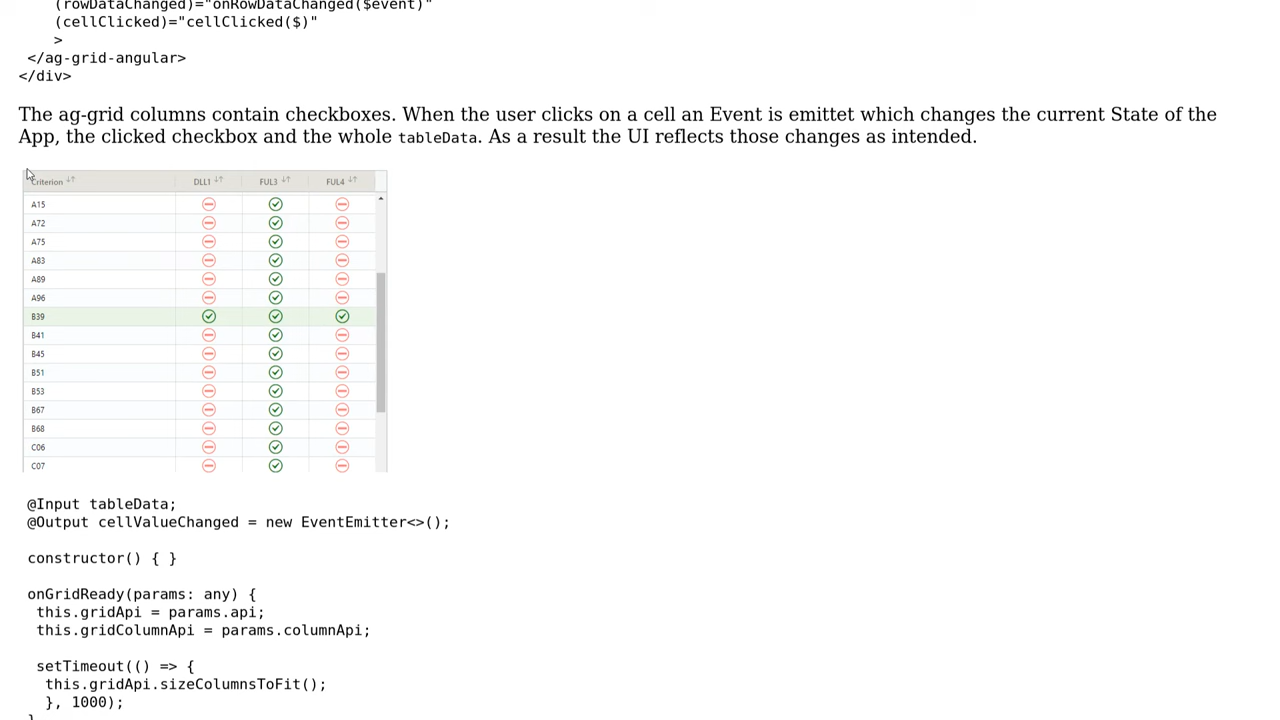 (rowDataChanged)="onRowDataChanged($event)"
(cellClicked)="cellClicked($)"
>
</ag-grid-angular>
</div>
The ag-grid columns contain checkboxes. When the user clicks on a cell an Event is emittet which changes the current State of the
App, the clicked checkbox and the whole tableData. As a result the UI reflects those changes as intended.
Criterion DLL1 FUL3 FUL4
A15
A72
A75
A83
A89
A96
B39
B41
B45
B51
B53
B67
B68
C06
C07
@Input tableData;
@Output cellValueChanged = new EventEmitter<>();
constructor() { }
onGridReady(params: any) {
this.gridApi = params.api;
this.gridColumnApi = params.columnApi;
setTimeout(() => {
this.gridApi.sizeColumnsToFit();
}, 1000);
}